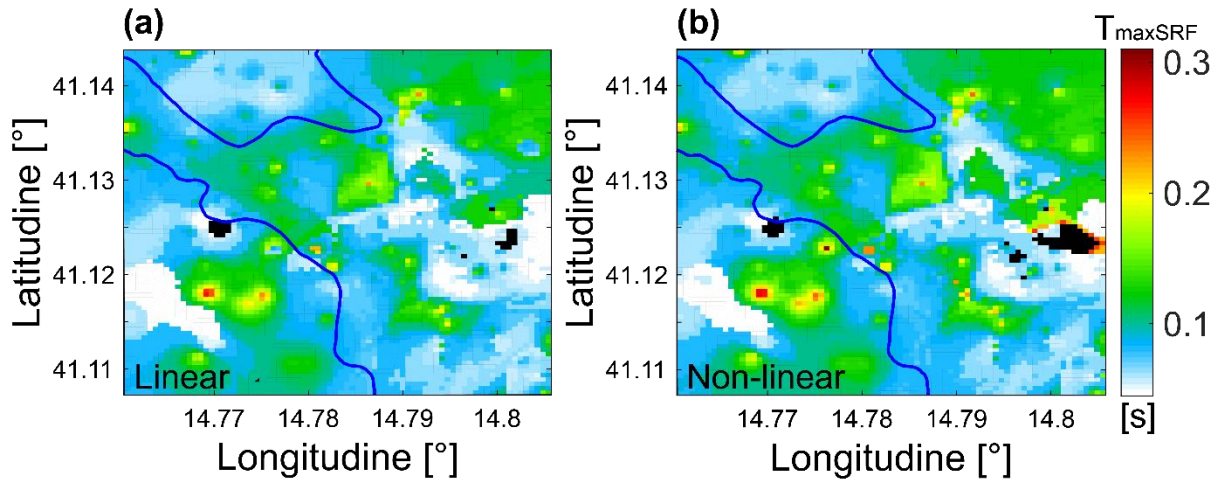 (a)
(b)
TmaxSRF
41.14
41.13
41.12
41.11
Latitudine [°]
Linear
14.77
14.78
14.79
14.8
Longitudine [°]
41.14
41.13
41.12
41.11
Latitudine [°]
Non-linear
14.77
14.78
14.79
14.8
Longitudine [°]
0.3
0.2
0.1
[s]